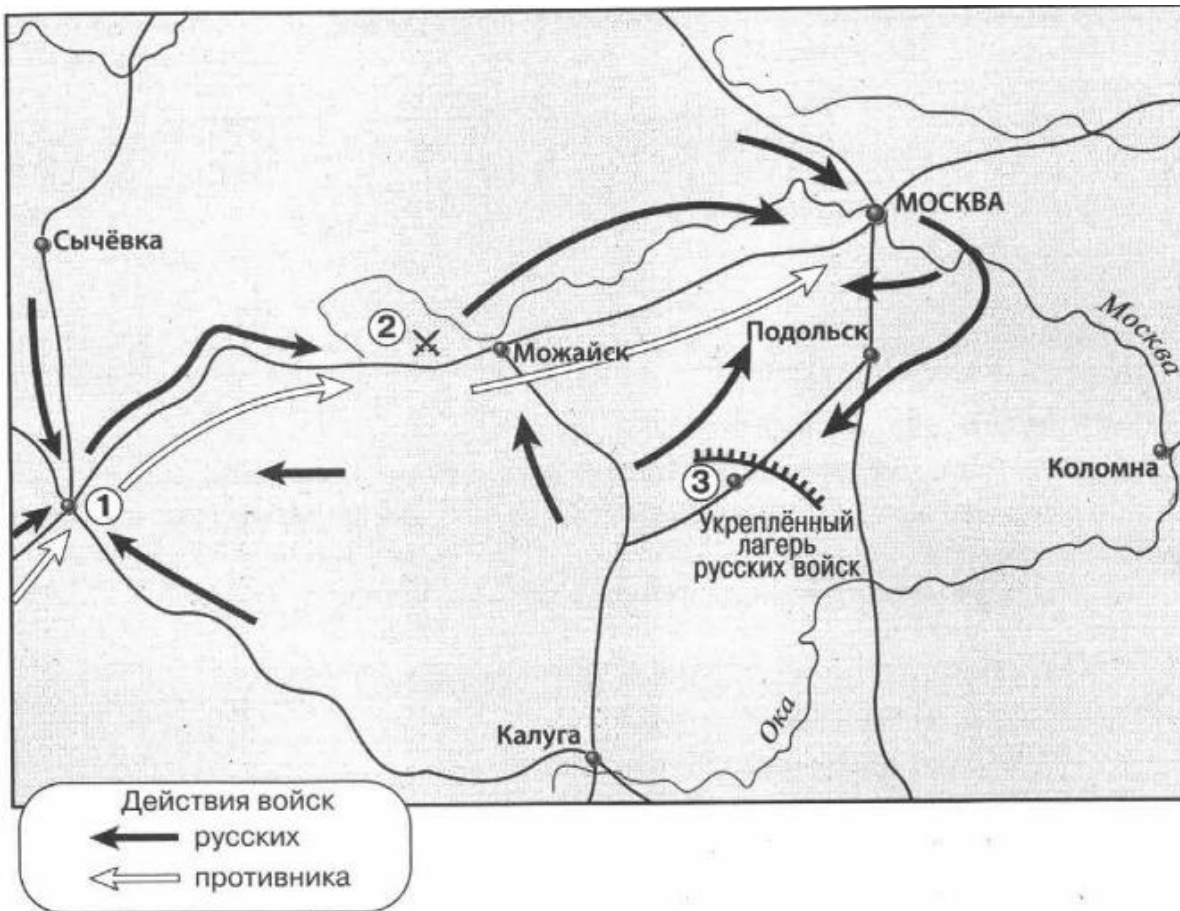 МОСКВА
Сычёвка
Москва
2
Подольск
Можайск
Коломна
1
3
Укреплённый
лагерь
русских войск
Ока
Калуга
Действия войск
русских
противника